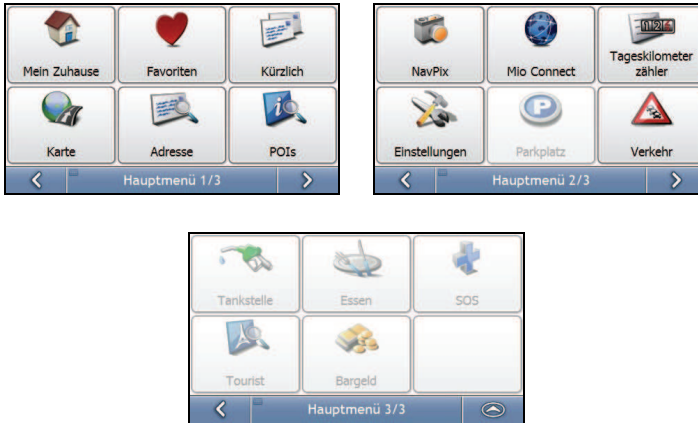 Mein Zuhause Favoriten Kürzlich
Karte Adresse POIs
Hauptmenü 1/3
NavPix Mio Connect Tageskilometer
zähler
Einstellungen Parkplatz Verkehr
Hauptmenü 2/3
Tankstelle Essen SOS
Tourist Bargeld
Hauptmenü 3/3